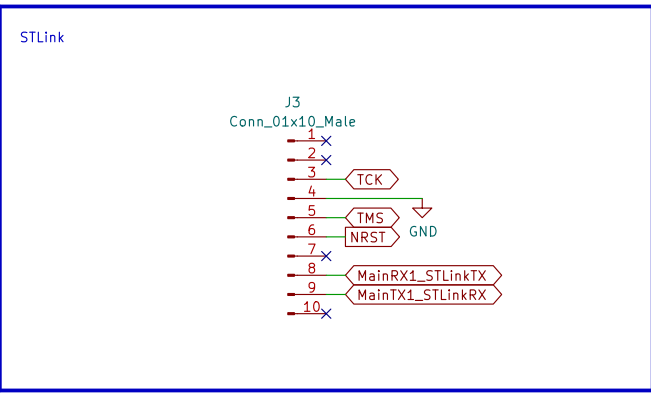 STLink
J3
Conn_01x10_Male
1
2
3 TCK
4
5 TMS
GND
6 NRST
7
8 MainRX1_STLinkTX
9 MainTX1_STLinkRX
10